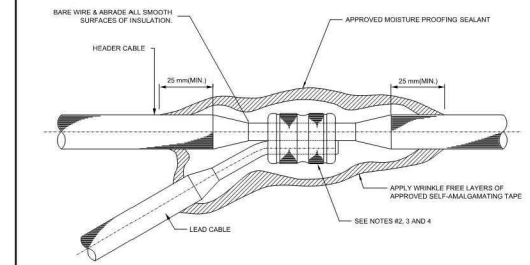 BARE WIRE & ABRADE ALL SMOOTH
SURFACES OF INSULATION.
APPROVED MOISTURE PROOFING SEALANT
HEADER CABLE
25 mm(MIN.)
25 mm(MIN.)
APPLY WRINKLE FREE LAYERS OF
APPROVED SELF-AMALGAMATING TAPE
SEE NOTES #2, 3 AND 4
LEAD CABLE